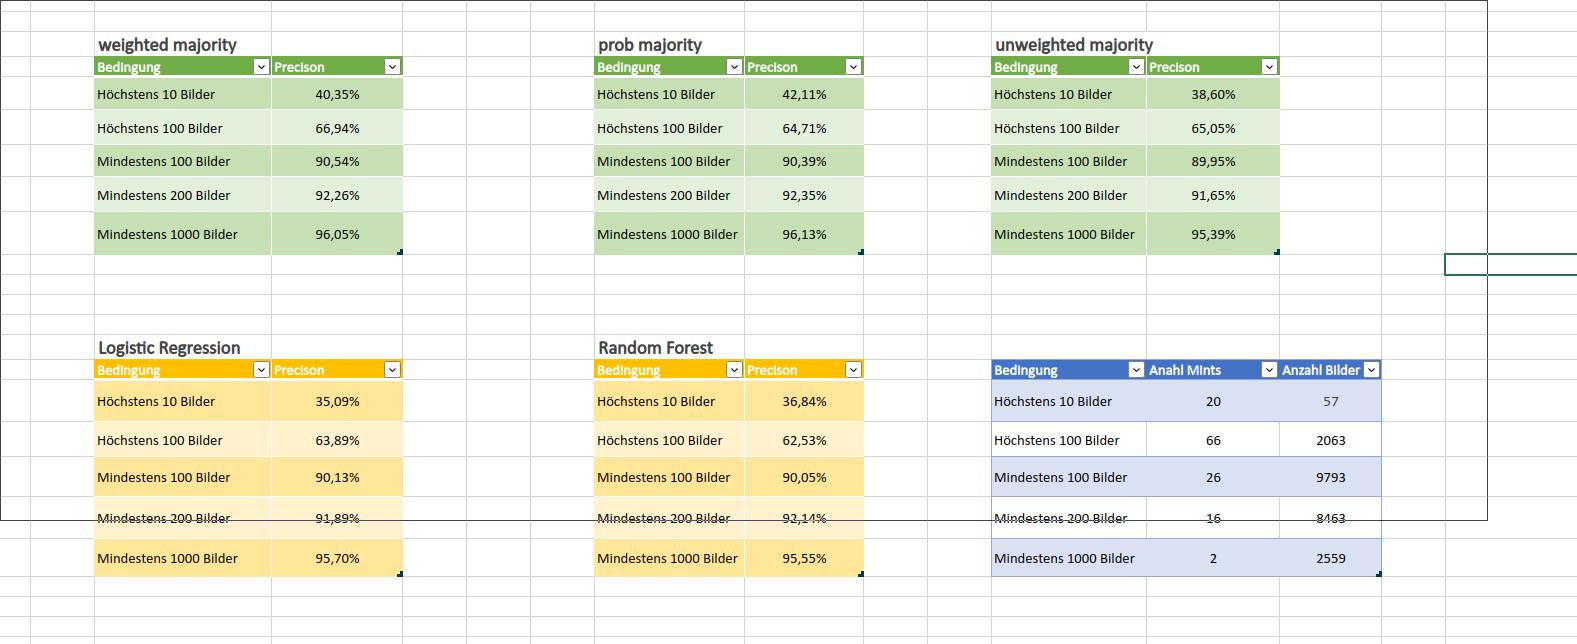 weighted majority
Bedingung Precison
Höchstens 10 Bilder 40,35%
Höchstens 100 Bilder 66,94%
Mindestens 100 Bilder 90,54%
Mindestens 200 Bilder 92,26%
Mindestens 1000 Bilder 96,05%
prob majority
Bedingung Precison
Höchstens 10 Bilder 42,11%
Höchstens 100 Bilder 64,71%
Mindestens 100 Bilder 90,39%
Mindestens 200 Bilder 92,35%
Mindestens 1000 Bilder 96,13%
unweighted majority
Bedingung Precison
Höchstens 10 Bilder 38,60%
Höchstens 100 Bilder 65,05%
Mindestens 100 Bilder 89,95%
Mindestens 200 Bilder 91,65%
Mindestens 1000 Bilder 95,39%
Logistic Regression
Bedingung Precison
Höchstens 10 Bilder 35,09%
Höchstens 100 Bilder 63,89%
Mindestens 100 Bilder 90,13%
Mindestens 200 Bilder 91,89%
Mindestens 1000 Bilder 95,70%
Random Forest
Bedingung Precison
Höchstens 10 Bilder 36,84%
Höchstens 100 Bilder 62,53%
Mindestens 100 Bilder 90,05%
Mindestens 200 Bilder 92,14%
Mindestens 1000 Bilder 95,55%
Bedingung Anahl Mints Anzahl Bilder
Höchstens 10 Bilder 20 57
Höchstens 100 Bilder 66 2063
Mindestens 100 Bilder 26 9793
Mindestens 200 Bilder 16 8463
Mindestens 1000 Bilder 2 2559